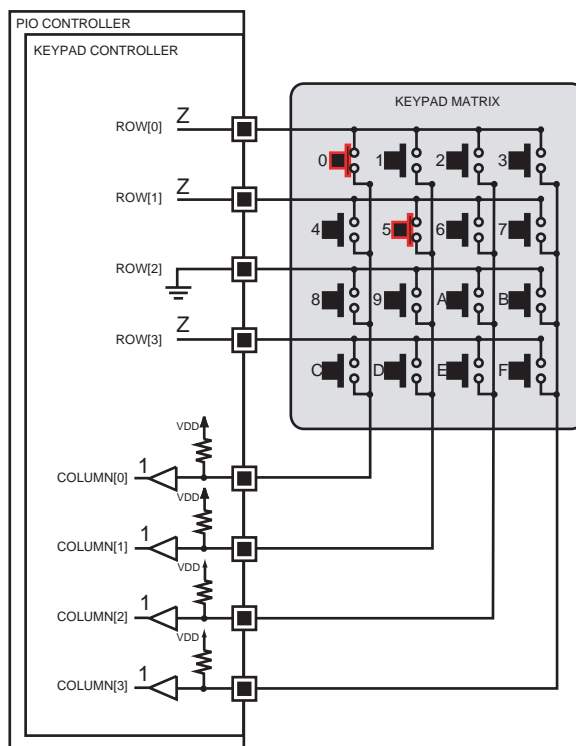 PIO CONTROLLER
KEYPAD CONTROLLER
KEYPAD MATRIX
ROW[0] Z
0 1 2 3
ROW[1] Z
4 5 6 7
ROW[2]
8 9 A B
ROW[3] Z
C D E F
VDD
COLUMN[0] 1
VDD
COLUMN[1] 1
VDD
COLUMN[2] 1
VDD
COLUMN[3] 1